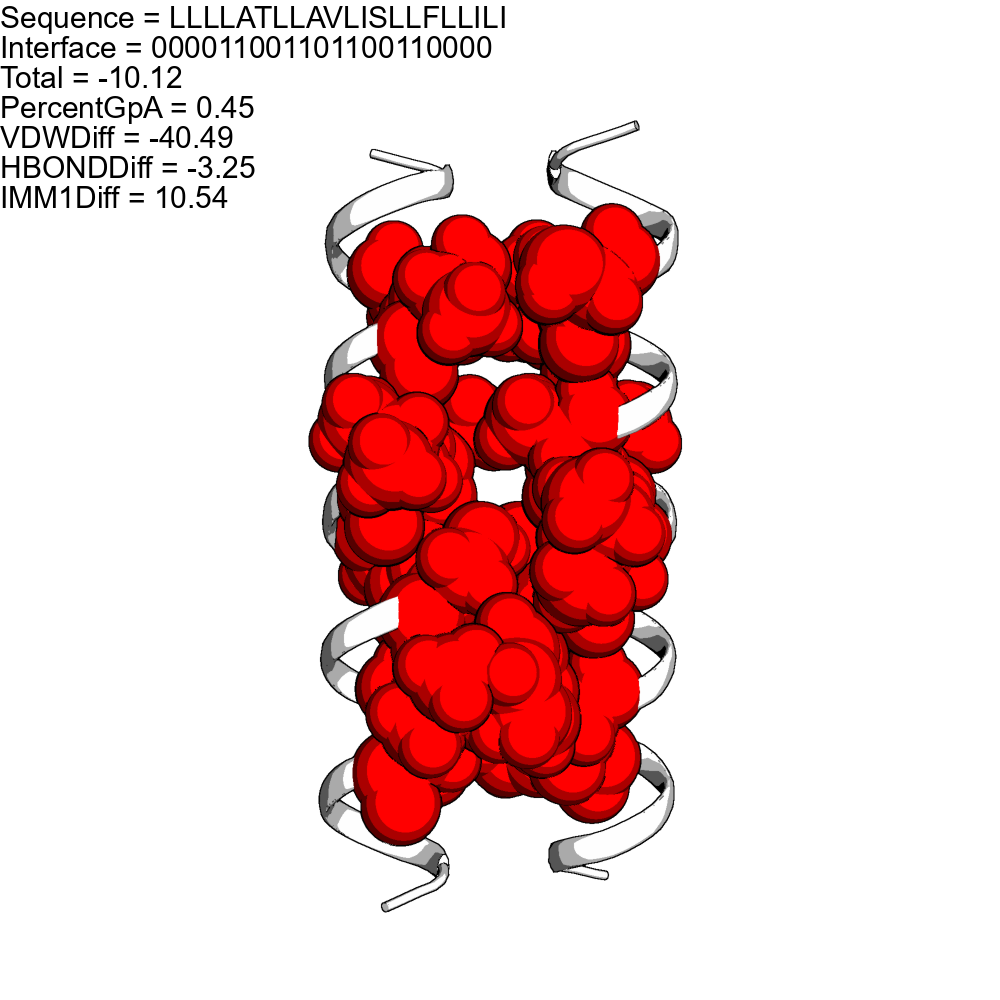 Sequence = LLLLATLLAVLISLLFLLILI
Interface = 000011001101100110000
Total = -10.12
PercentGpA = 0.45
VDWDiff = -40.49
HBONDDiff = -3.25
IMM1Diff = 10.54